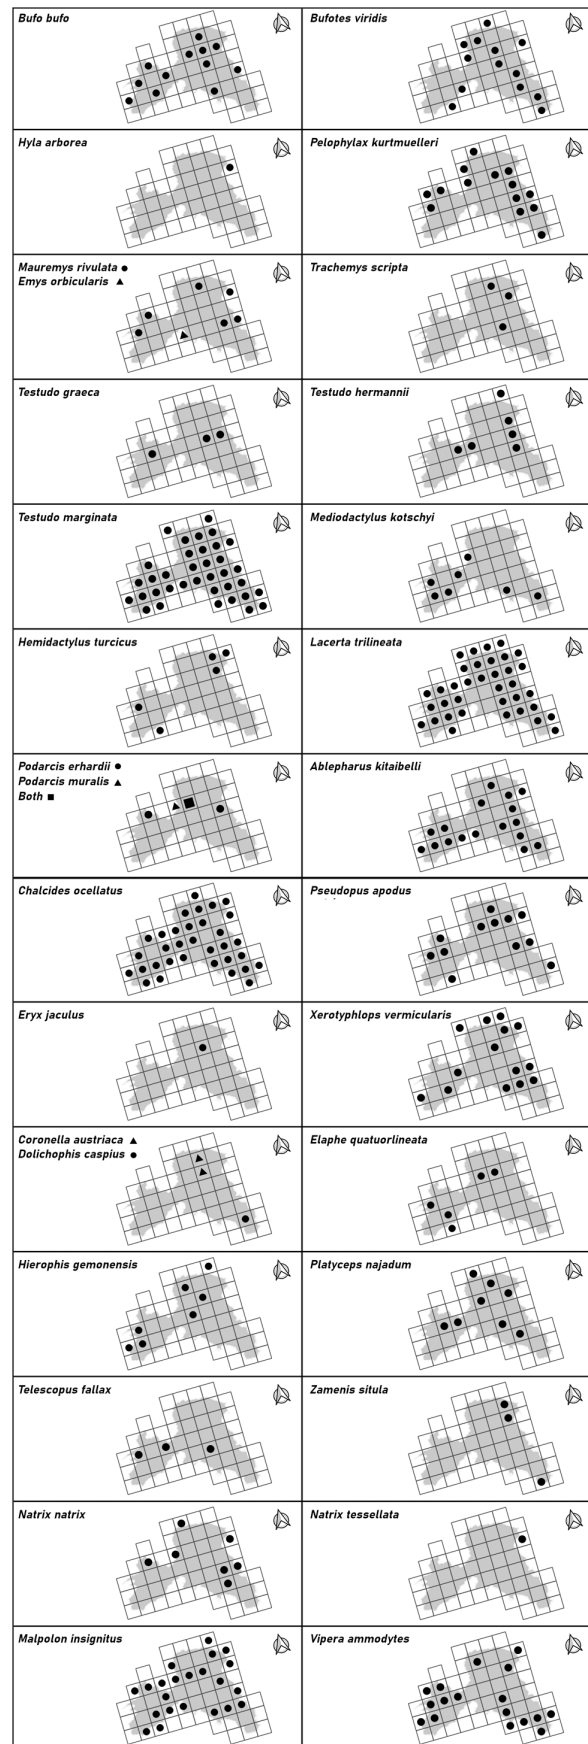 Bufo bufo
Bufotes viridis
Hyla arborea
Pelophylax kurtmuelleri
Mauremys rivulata
Emys orbicularis
Trachemys scripta
Testudo graeca
Testudo hermannii
Testudo marginata
Mediodactylus kotschyi
Hemidactylus turcicus
Lacerta trilineata
Podarcis erhardii
Podarcis muralis
Both
Ablepharus kitaibelli
Chalcides ocellatus
Pseudopus apodus
Eryx jaculus
Xerotyphlops vermicularis
Coronella austriaca
Dolichophis caspius
Elaphe quatuorlineata
Hierophis gemonensis
Platyceps najadum
Telescopus fallax
Zamenis situla
Natrix natrix
Natrix tessellata
Malpolon insignitus
Vipera ammodytes